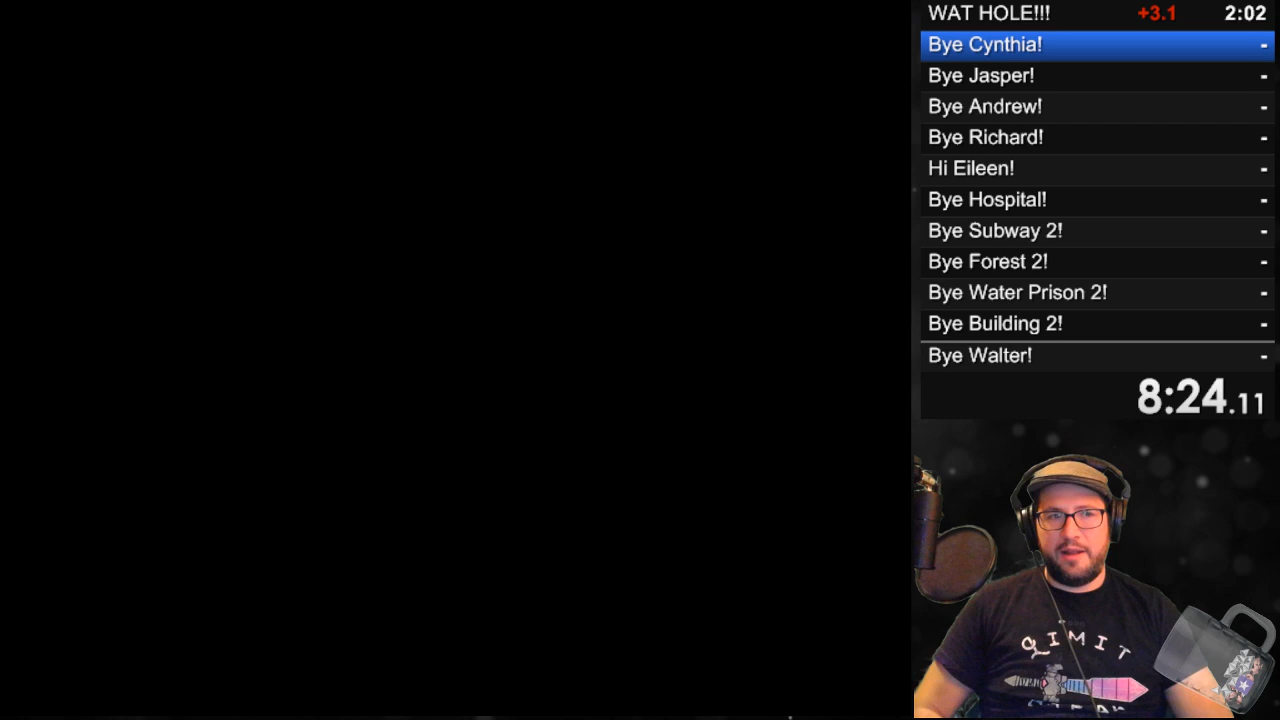 WAT HOLE!!! +3.1 2:02
Bye Cynthia! -
Bye Jasper! -
Bye Andrew! -
Bye Richard! -
Hi Eileen! -
Bye Hospital! -
Bye Subway 2! -
Bye Forest 2! -
Bye Water Prison 2! -
Bye Building 2! -
Bye Walter! -
8:24.11
LIMIT